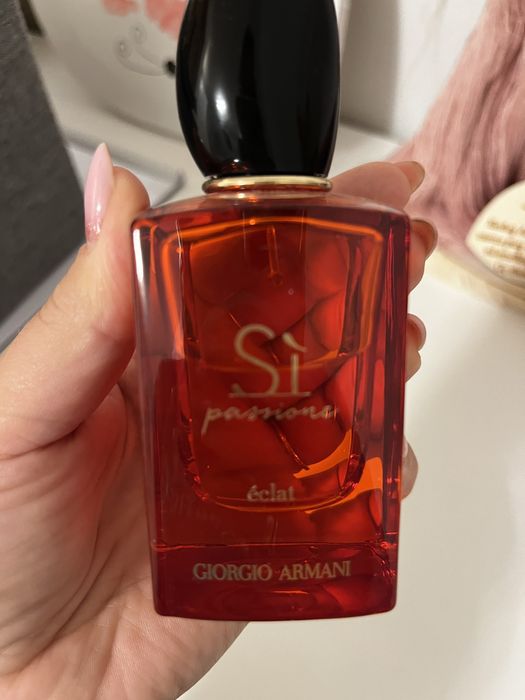 Sì
passione
éclat
GIORGIO ARMANI